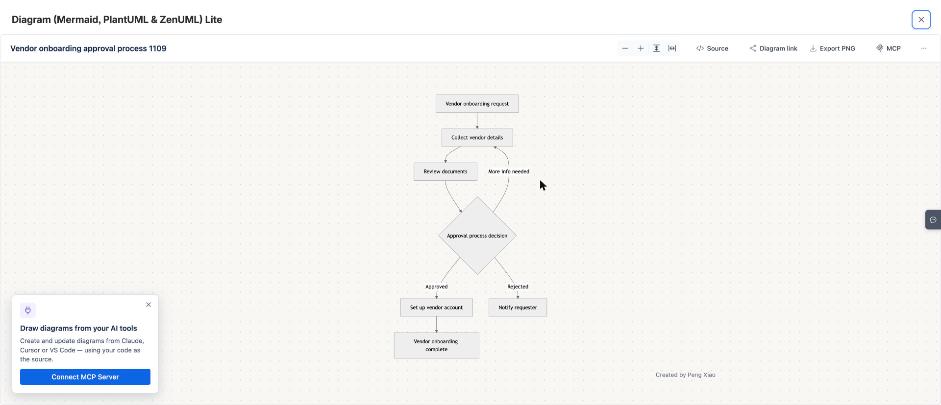 Diagram (Mermaid, PlantUML & ZenUML) Lite
Vendor onboarding approval process 1109
Source
Diagram link
Export PNG
MCP
Vendor onboarding request
Collect vendor details
Review documents
More info needed
Approval process decision
Approved
Rejected
Set up vendor account
Notify requester
Vendor onboarding
complete
Created by Peng Xiao
Draw diagrams from your AI tools
Create and update diagrams from Claude,
Cursor or VS Code — using your code as
the source.
Connect MCP Server